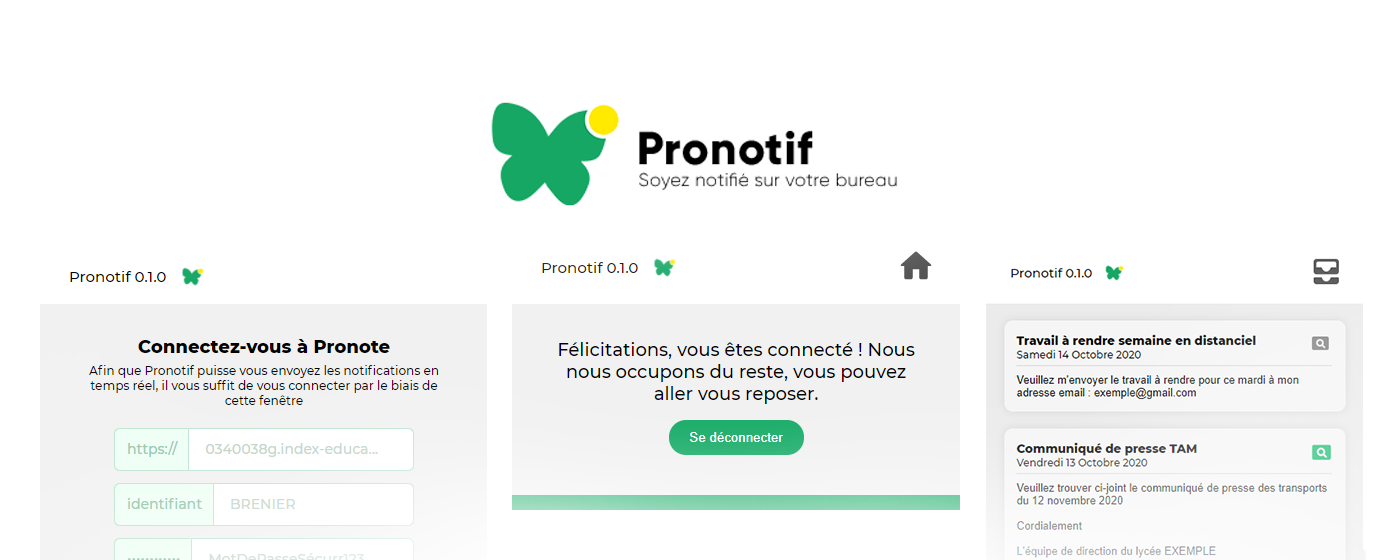 Pronotif
Soyez notifié sur votre bureau
Pronotif 0.1.0
Connectez-vous à Pronote
Afin que Pronotif puisse vous envoyez les notifications en
temps réel, il vous suffit de vous connecter par le biais de
cette fenêtre
https:// 0340038g.index-educa...
identifiant BRENIER
•••••••••••• MotDePasseSécurr123
Pronotif 0.1.0
Félicitations, vous êtes connecté ! Nous
nous occupons du reste, vous pouvez
aller vous reposer.
Se déconnecter
Pronotif 0.1.0
Travail à rendre semaine en distanciel
Samedi 14 Octobre 2020
Veuillez m'envoyer le travail à rendre pour ce mardi à mon
adresse email : exemple@gmail.com
Communiqué de presse TAM
Vendredi 13 Octobre 2020
Veuillez trouver ci-joint le communiqué de presse des transports
du 12 novembre 2020
Cordialement
L'équipe de direction du lycée EXEMPLE